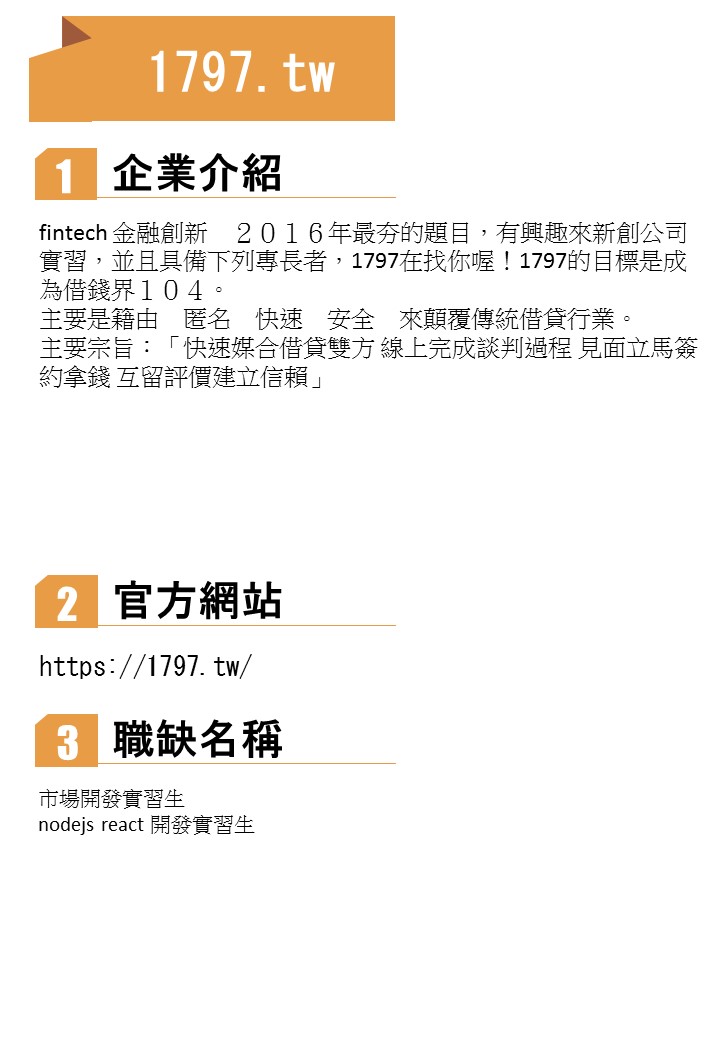 1797.tw
1 企業介紹
fintech 金融創新　２０１６年最夯的題目，有興趣來新創公司
實習，並且具備下列專長者，1797在找你喔！1797的目標是成
為借錢界１０４。
主要是籍由　匿名　快速　安全　來顛覆傳統借貸行業。
主要宗旨：「快速媒合借貸雙方 線上完成談判過程 見面立馬簽
約拿錢 互留評價建立信賴」
2 官方網站
https://1797.tw/
3 職缺名稱
市場開發實習生
nodejs react 開發實習生